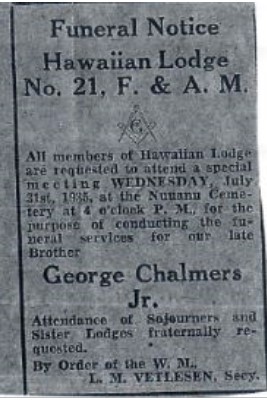 Funeral Notice
Hawaiian Lodge
No. 21, F. & A. M.
G
All members of Hawaiian Lodge
are requested to attend a special
meeting WEDNESDAY, July
31st, 1935, at the Nuuanu Ceme-
tery at 4 o'clock P. M., for the
purpose of conducting the fu-
neral services for our late
Brother
George Chalmers
Jr.
Attendance of Sojourners and
Sister Lodges fraternally re-
quested.
By Order of the W. M.,
L. M. VETLESEN, Secy.